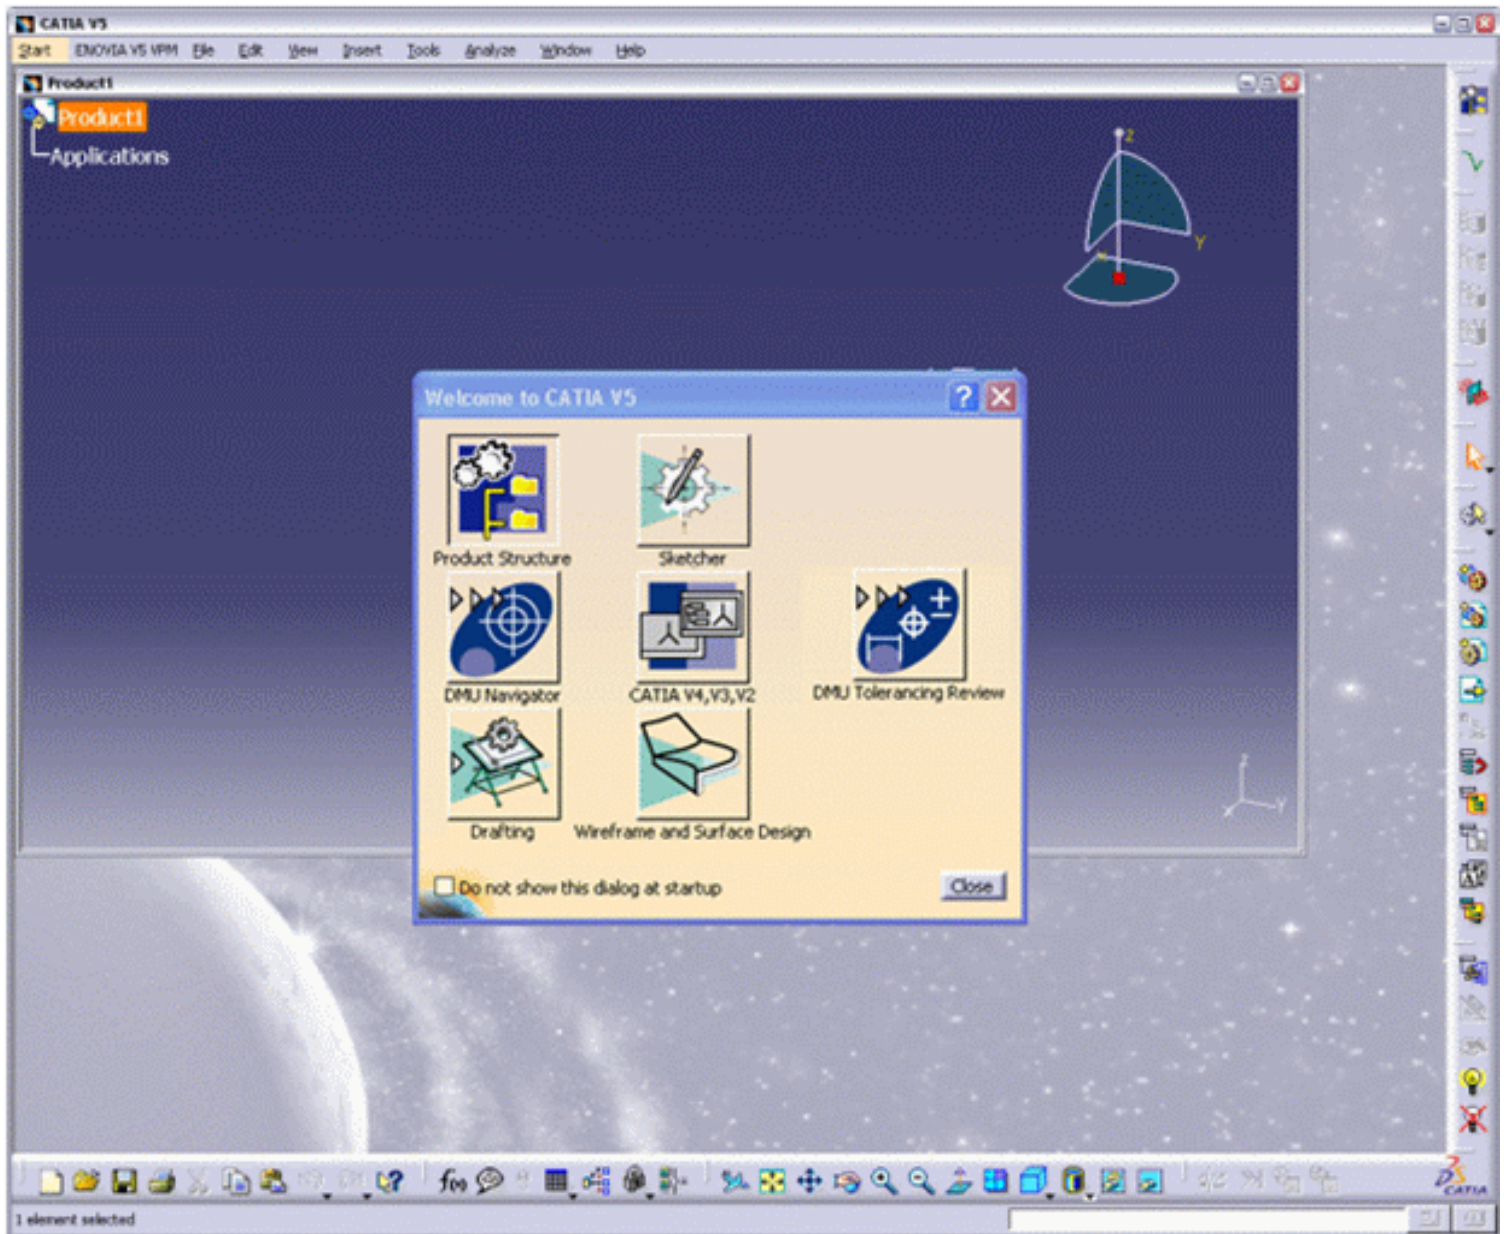 CATIA V5
Start ENOVIA V5 VPM File Edit View Insert Tools Analyze Window Help
Product1
Product1
Applications
z
Y
x
Welcome to CATIA V5
Product Structure Sketcher
DMU Navigator CATIA V4,V3,V2 DMU Tolerancing Review
Drafting Wireframe and Surface Design
Do not show this dialog at startup Close
z
x y
f(x)
DS
CATIA
1 element selected